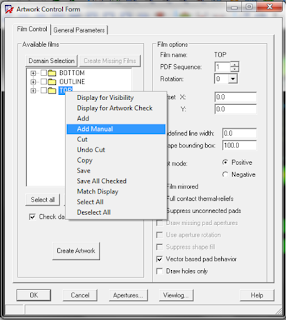 Artwork Control Form
Film Control
General Parameters
Available films
Domain Selection
Create Missing Films
BOTTOM
OUTLINE
TOP
Display for Visibility
Display for Artwork Check
Add
Add Manual
Cut
Undo Cut
Copy
Save
Save All Checked
Match Display
Select All
Deselect All
Select all
Check da
Create Artwork
Film options
Film name: TOP
PDF Sequence: 1
Rotation: 0
set X: 0.0
Y: 0.0
defined line width: 0.0
ape bounding box: 100.0
t mode: Positive
Negative
Film mirrored
Full contact thermal-reliefs
Suppress unconnected pads
Draw missing pad apertures
Use aperture rotation
Suppress shape fill
Vector based pad behavior
Draw holes only
OK
Cancel
Apertures...
Viewlog...
Help